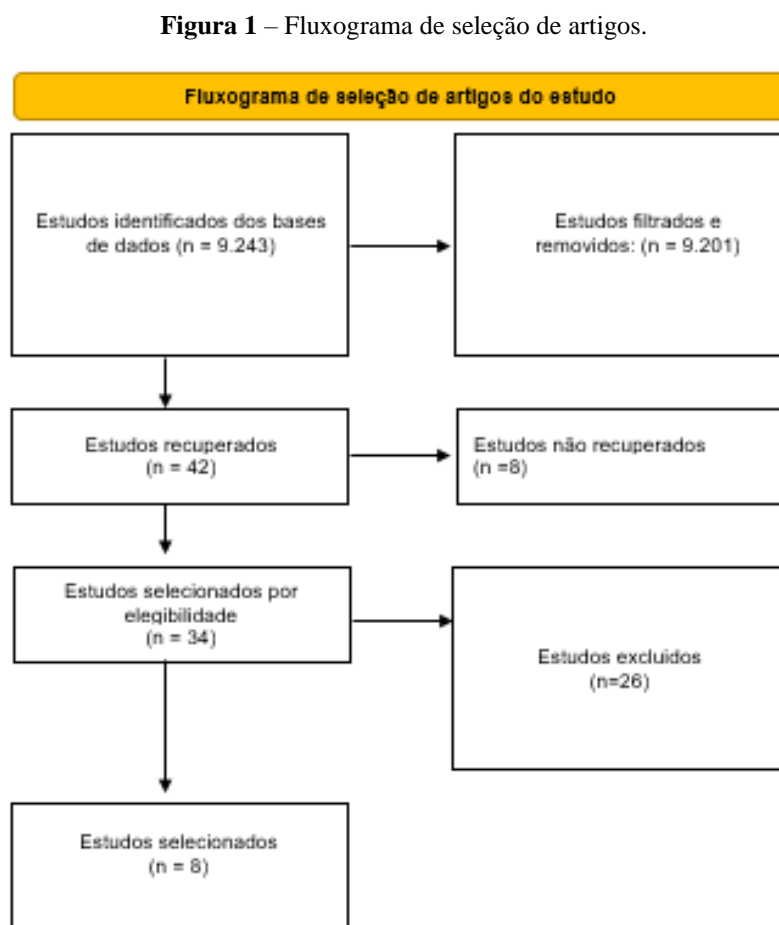 Figura 1 – Fluxograma de seleção de artigos.
Fluxograma de seleção de artigos do estudo
Estudos identificados dos bases
de dados (n = 9.243)
Estudos filtrados e
removidos: (n = 9.201)
Estudos recuperados
(n = 42)
Estudos não recuperados
(n =8)
Estudos selecionados por
elegibilidade
(n = 34)
Estudos excluidos
(n=26)
Estudos selecionados
(n = 8)